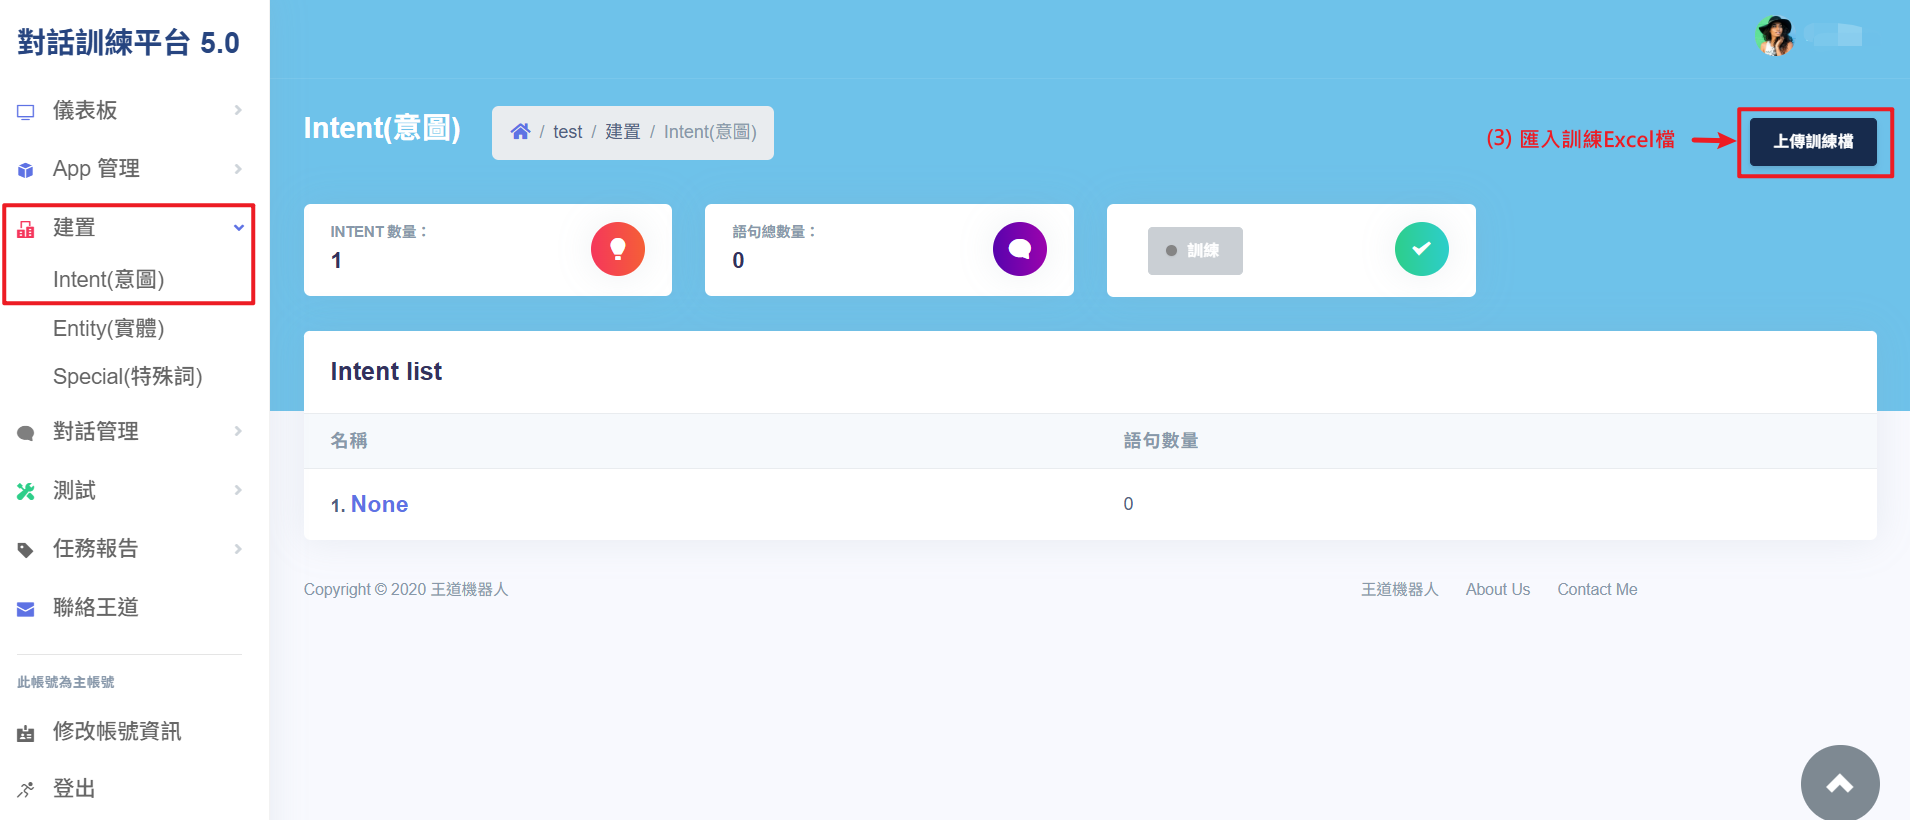 對話訓練平台 5.0
儀表板
App 管理
建置
Intent(意圖)
Entity(實體)
Special(特殊詞)
對話管理
測試
任務報告
聯絡王道
此帳號為主帳號
修改帳號資訊
登出
Intent(意圖)
/ test / 建置 / Intent(意圖)
(3) 匯入訓練Excel檔
上傳訓練檔
INTENT 數量：
1
語句總數量：
0
訓練
Intent list
名稱 語句數量
1. None 0
Copyright © 2020 王道機器人
王道機器人 About Us Contact Me